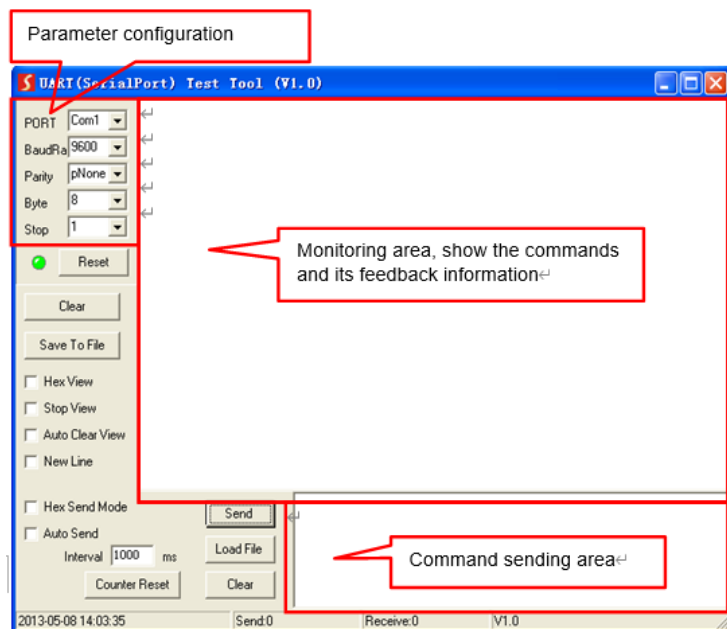 Parameter configuration
UART(SerialPort) Test Tool (V1.0)
PORT Com1
BaudRa 9600
Parity pNone
Byte 8
Stop 1
Reset
Monitoring area, show the commands
and its feedback information
Clear
Save To File
Hex View
Stop View
Auto Clear View
New Line
Hex Send Mode
Send
Auto Send
Interval 1000 ms
Load File
Command sending area
Counter Reset
Clear
2013-05-08 14:03:35 Send:0 Receive:0 V1.0